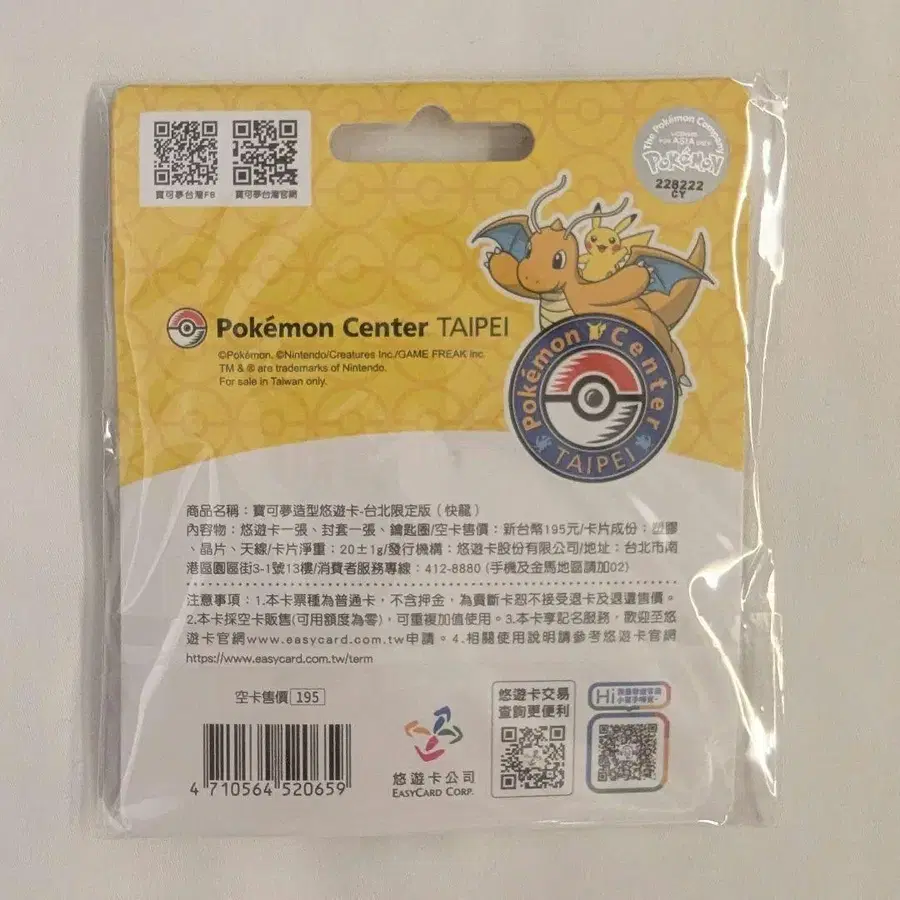 寶可夢台灣FB
寶可夢台灣官網
The Pokémon Company
LICENSED
FOR ASIA ONLY
POKéMON
228222
CY
Pokémon Center TAIPEI
©Pokémon. ©Nintendo/Creatures Inc./GAME FREAK Inc.
TM & ® are trademarks of Nintendo.
For sale in Taiwan only.
Pokémon Center
TAIPEI
商品名稱：寶可夢造型悠遊卡-台北限定版（快龍）
內容物：悠遊卡一張、封套一張、鑰匙圈/空卡售價：新台幣195元/卡片成份：塑膠
、晶片、天線/卡片淨重：20±1g/發行機構：悠遊卡股份有限公司/地址：台北市南
港區園區街3-1號13樓/消費者服務專線：412-8880 (手機及金馬地區請加02)
注意事項：1.本卡票種為普通卡，不含押金，為賣斷卡恕不接受退卡及退還售價。
2.本卡採空卡販售(可用額度為零)，可重複加值使用。3.本卡享記名服務，歡迎至悠
遊卡官網www.easycard.com.tw申請。4.相關使用說明請參考悠遊卡官網
https://www.easycard.com.tw/term
空卡售價 195
4 710564 520659
悠遊卡公司
EASYCARD CORP.
悠遊卡交易
查詢更便利
Hi